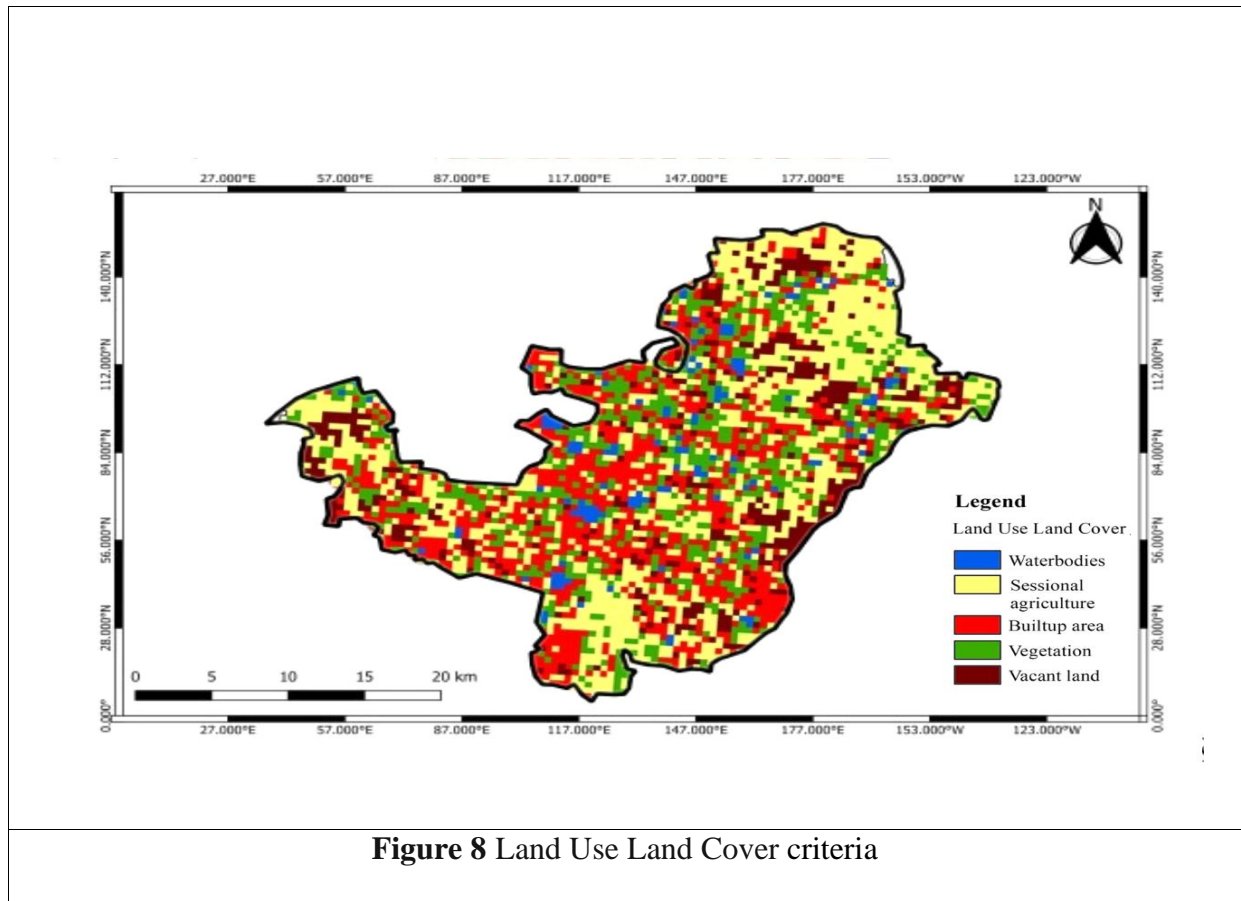 27.000°E 57.000°E 87.000°E 117.000°E 147.000°E 177.000°E 153.000°W 123.000°W
N
140.000°N 140.000°N
112.000°N 112.000°N
84.000°N 84.000°N
56.000°N 56.000°N
28.000°N 28.000°N
0.000° 0.000°
Legend
Land Use Land Cover
Waterbodies
Sessional
agriculture
Builtup area
Vegetation
Vacant land
0 5 10 15 20 km
27.000°E 57.000°E 87.000°E 117.000°E 147.000°E 177.000°E 153.000°W 123.000°W
Figure 8 Land Use Land Cover criteria